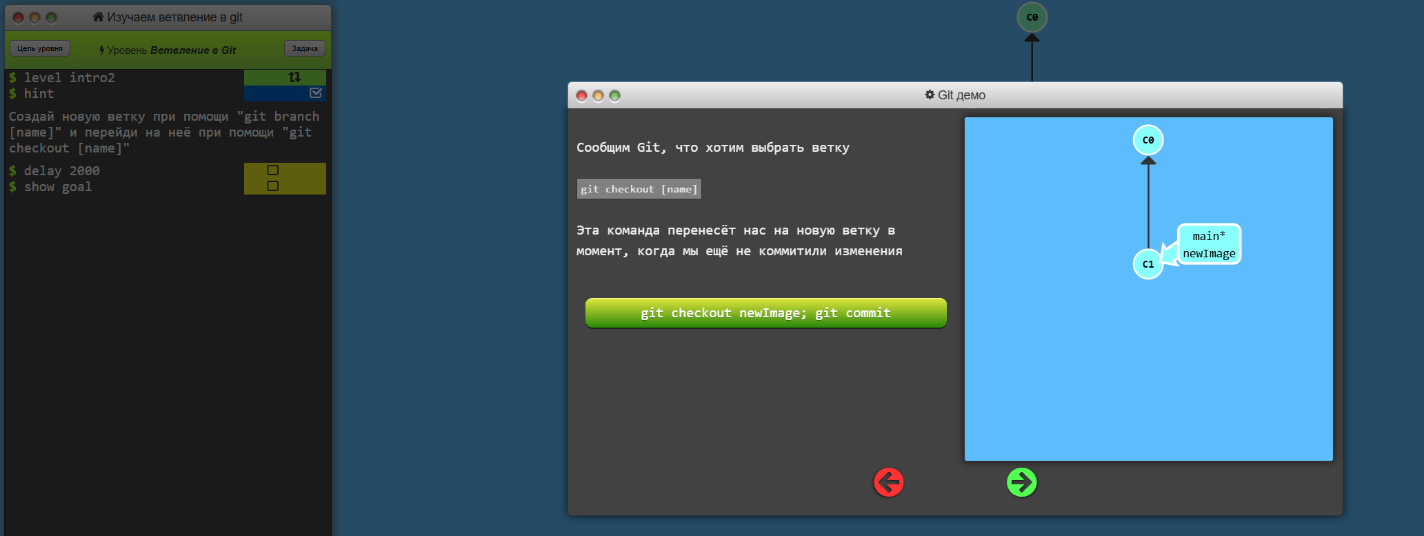 Изучаем ветвление в git
Цель уровня
Уровень Ветвление в Git
Задача
$ level intro2
$ hint
Создай новую ветку при помощи "git branch
[name]" и перейди на неё при помощи "git
checkout [name]"
$ delay 2000
$ show goal
C0
Git демо
Сообщим Git, что хотим выбрать ветку
git checkout [name]
Эта команда перенесёт нас на новую ветку в
момент, когда мы ещё не коммитили изменения
git checkout newImage; git commit
C0
main*
newImage
C1